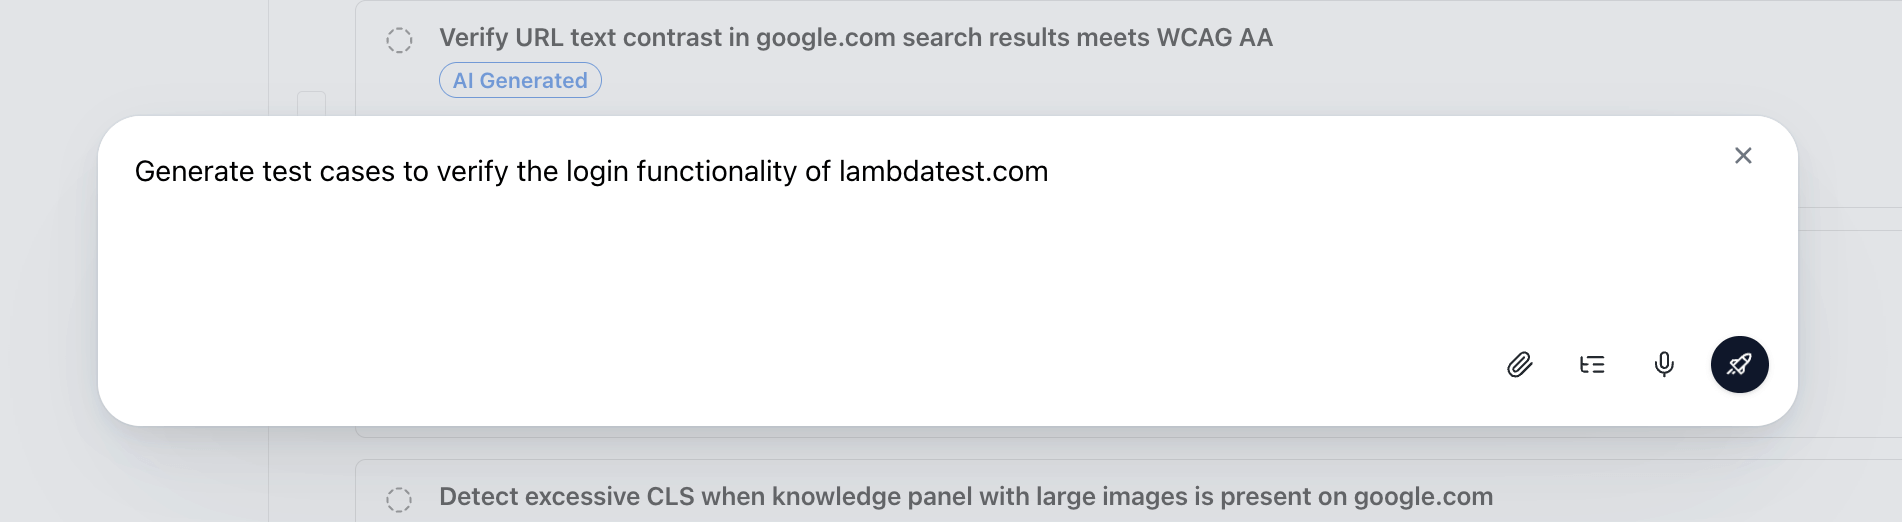 Verify URL text contrast in google.com search results meets WCAG AA
AI Generated
Generate test cases to verify the login functionality of lambdatest.com
Detect excessive CLS when knowledge panel with large images is present on google.com